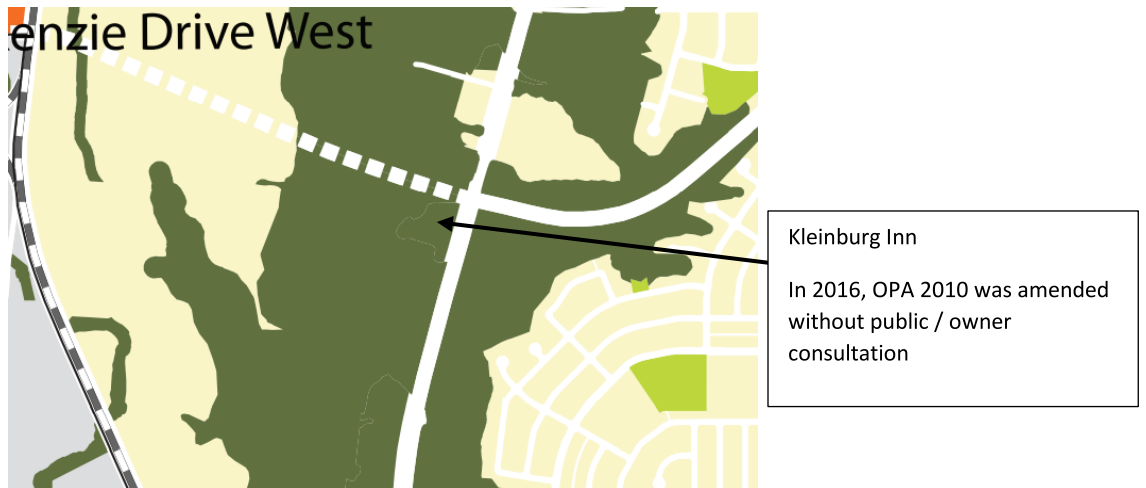 enzie Drive West
Kleinburg Inn
In 2016, OPA 2010 was amended
without public / owner
consultation